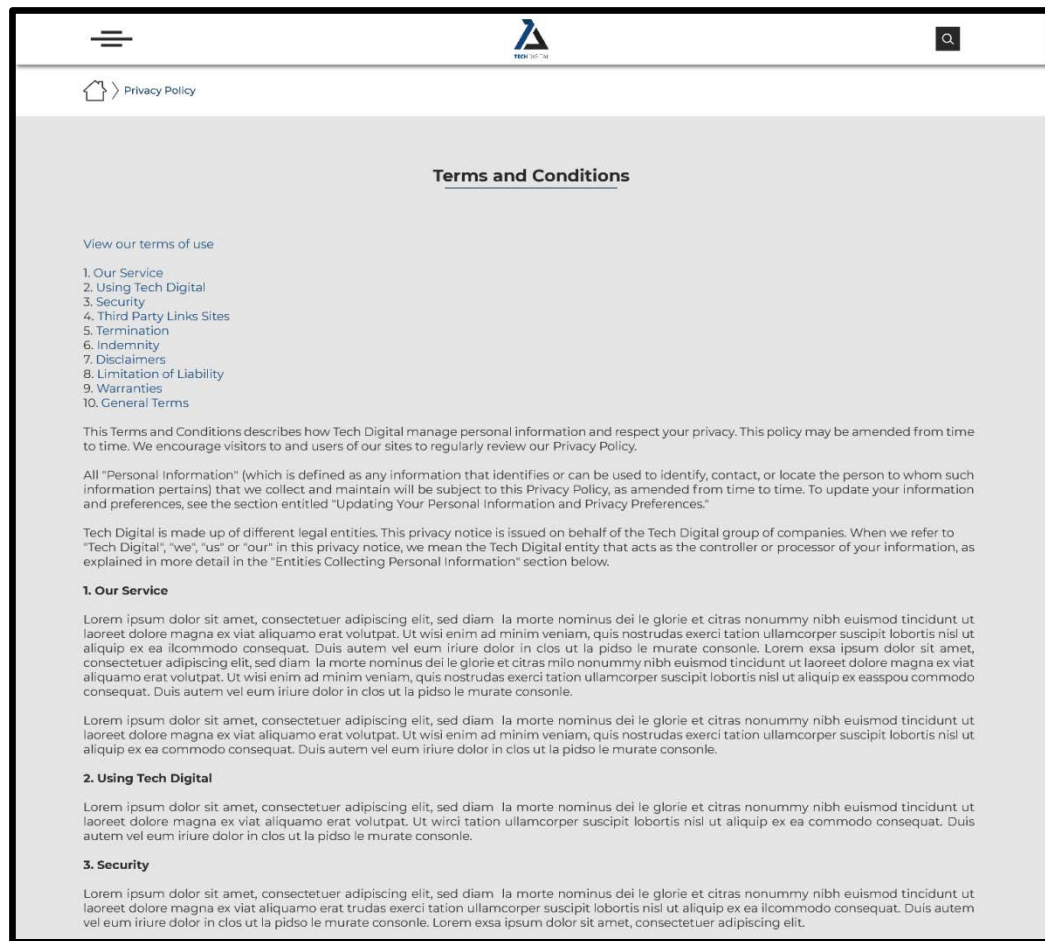 TECH DIGITAL
Privacy Policy
Terms and Conditions
View our terms of use
1. Our Service
2. Using Tech Digital
3. Security
4. Third Party Links Sites
5. Termination
6. Indemnity
7. Disclaimers
8. Limitation of Liability
9. Warranties
10. General Terms
This Terms and Conditions describes how Tech Digital manage personal information and respect your privacy. This policy may be amended from time
to time. We encourage visitors to and users of our sites to regularly review our Privacy Policy.
All "Personal Information" (which is defined as any information that identifies or can be used to identify, contact, or locate the person to whom such
information pertains) that we collect and maintain will be subject to this Privacy Policy, as amended from time to time. To update your information
and preferences, see the section entitled "Updating Your Personal Information and Privacy Preferences."
Tech Digital is made up of different legal entities. This privacy notice is issued on behalf of the Tech Digital group of companies. When we refer to
"Tech Digital", "we", "us" or "our" in this privacy notice, we mean the Tech Digital entity that acts as the controller or processor of your information, as
explained in more detail in the "Entities Collecting Personal Information" section below.
1. Our Service
Lorem ipsum dolor sit amet, consectetuer adipiscing elit, sed diam la morte nominus dei le glorie et citras nonummy nibh euismod tincidunt ut
laoreet dolore magna ex viat aliquamo erat volutpat. Ut wisi enim ad minim veniam, quis nostrudas exerci tation ullamcorper suscipit lobortis nisl ut
aliquip ex ea ilcommodo consequat. Duis autem vel eum iriure dolor in clos ut la pidso le murate consonle. Lorem exsa ipsum dolor sit amet,
consectetuer adipiscing elit, sed diam la morte nominus dei le glorie et citras milo nonummy nibh euismod tincidunt ut laoreet dolore magna ex viat
aliquamo erat volutpat. Ut wisi enim ad minim veniam, quis nostrudas exerci tation ullamcorper suscipit lobortis nisl ut aliquip ex easspou commodo
consequat. Duis autem vel eum iriure dolor in clos ut la pidso le murate consonle.
Lorem ipsum dolor sit amet, consectetuer adipiscing elit, sed diam la morte nominus dei le glorie et citras nonummy nibh euismod tincidunt ut
laoreet dolore magna ex viat aliquamo erat volutpat. Ut wisi enim ad minim veniam, quis nostrudas exerci tation ullamcorper suscipit lobortis nisl ut
aliquip ex ea commodo consequat. Duis autem vel eum iriure dolor in clos ut la pidso le murate consonle.
2. Using Tech Digital
Lorem ipsum dolor sit amet, consectetuer adipiscing elit, sed diam la morte nominus dei le glorie et citras nonummy nibh euismod tincidunt ut
laoreet dolore magna ex viat aliquamo erat volutpat. Ut wirci tation ullamcorper suscipit lobortis nisl ut aliquip ex ea commodo consequat. Duis
autem vel eum iriure dolor in clos ut la pidso le murate consonle.
3. Security
Lorem ipsum dolor sit amet, consectetuer adipiscing elit, sed diam la morte nominus dei le glorie et citras nonummy nibh euismod tincidunt ut
laoreet dolore magna ex viat aliquamo erat trudas exerci tation ullamcorper suscipit lobortis nisl ut aliquip ex ea ilcommodo consequat. Duis autem
vel eum iriure dolor in clos ut la pidso le murate consonle. Lorem exsa ipsum dolor sit amet, consectetuer adipiscing elit.